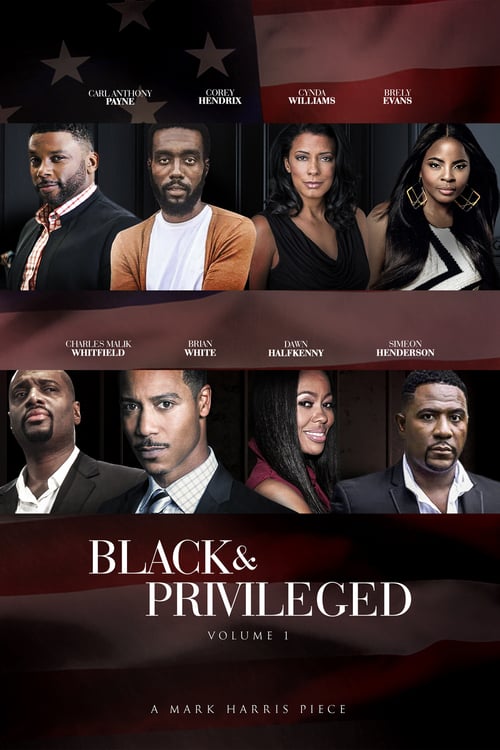 CARL ANTHONY
PAYNE
COREY
HENDRIX
CYNDA
WILLIAMS
BRELY
EVANS
CHARLES MALIK
WHITFIELD
BRIAN
WHITE
DAWN
HALFKENNY
SIMEON
HENDERSON
BLACK&
PRIVILEGED
VOLUME 1
A MARK HARRIS PIECE